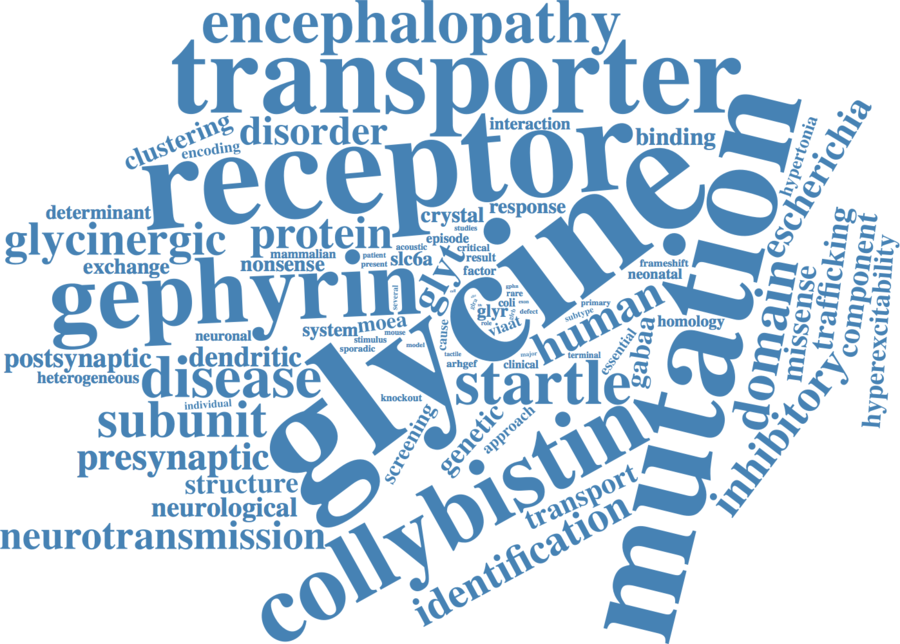 encephalopathy
transporter
clustering
disorder
interaction
encoding
binding
receptor
mutation
hypertonia
escherichia
determinant
crystal
response
studies
glycinergic
protein
acoustic
episode
critical
mammalian
patient
slc6a
result
exchange
nonsense
present
factor
glyt
glycine
frameshift
neonatal
trafficking
component
hyperexcitability
gephyrin
several
rare
coli
glyr
defect
viaat
primary
subtype
human
domain
missense
neuronal
system
moea
mouse
stimulus
sporadic
model
cause
rule
homology
postsynaptic
dendritic
tactile
arhgef
clinical
major
terminal
essential
gabaa
heterogeneous
disease
startle
inhibitory
individual
knockout
subunit
screening
genetic
approach
presynaptic
structure
collybistin
transport
neurological
neurotransmission
identification